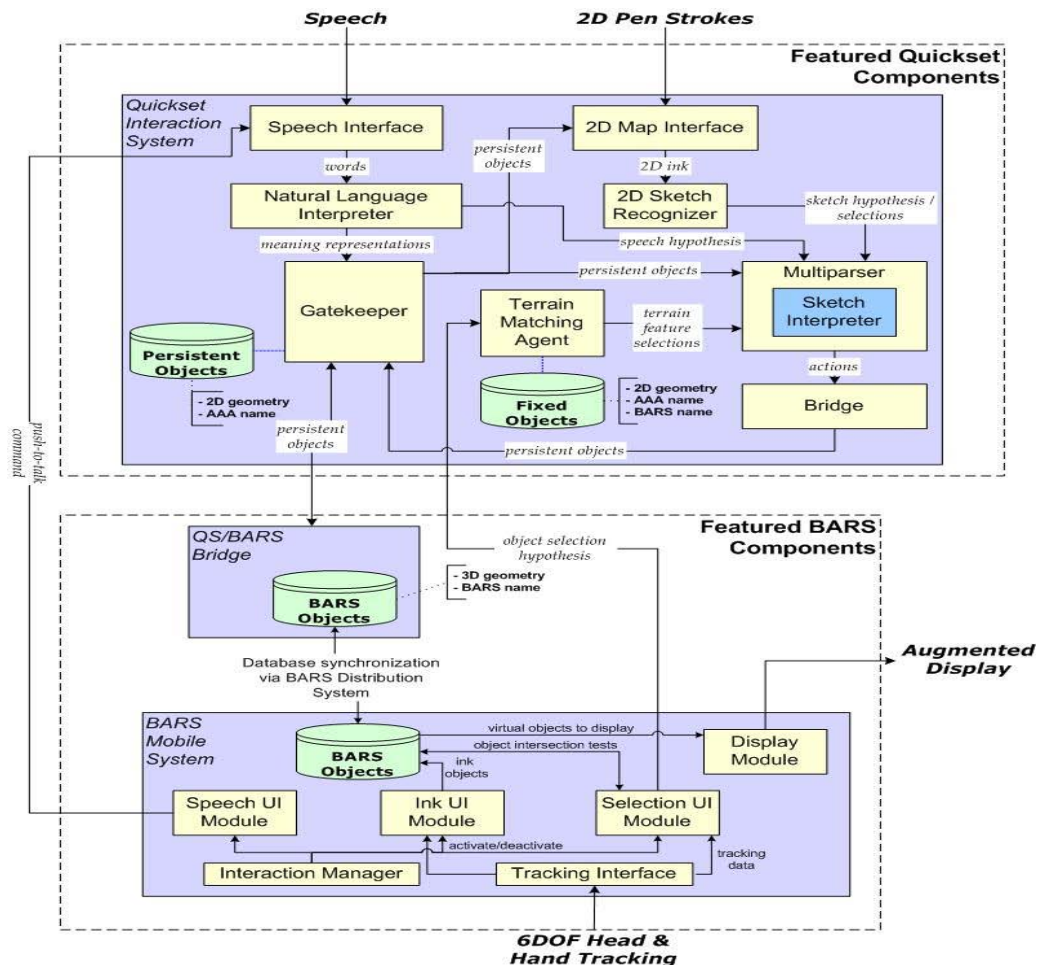 Speech
2D Pen Strokes
Featured Quickset
Components
Quickset
Interaction
System
Speech Interface
2D Map Interface
persistent
objects
words
2D ink
Natural Language
Interpreter
2D Sketch
Recognizer
sketch hypothesis /
selections
meaning representations
speech hypothesis
persistent objects
Multiparser
Sketch
Interpreter
Gatekeeper
Terrain
Matching
Agent
terrain
feature
selections
Persistent
Objects
- 2D geometry
- AAA name
Fixed
Objects
- 2D geometry
- AAA name
- BARS name
actions
Bridge
persistent
objects
persistent objects
push-to-talk
command
Featured BARS
Components
QS/BARS
Bridge
object selection
hypothesis
- 3D geometry
- BARS name
BARS
Objects
Database synchronization
via BARS Distribution
System
Augmented
Display
BARS
Mobile
System
BARS
Objects
virtual objects to display
object intersection tests
ink
objects
Display
Module
Speech UI
Module
Ink UI
Module
Selection UI
Module
activate/deactivate
tracking
data
Interaction Manager
Tracking Interface
6DOF Head &
Hand Tracking